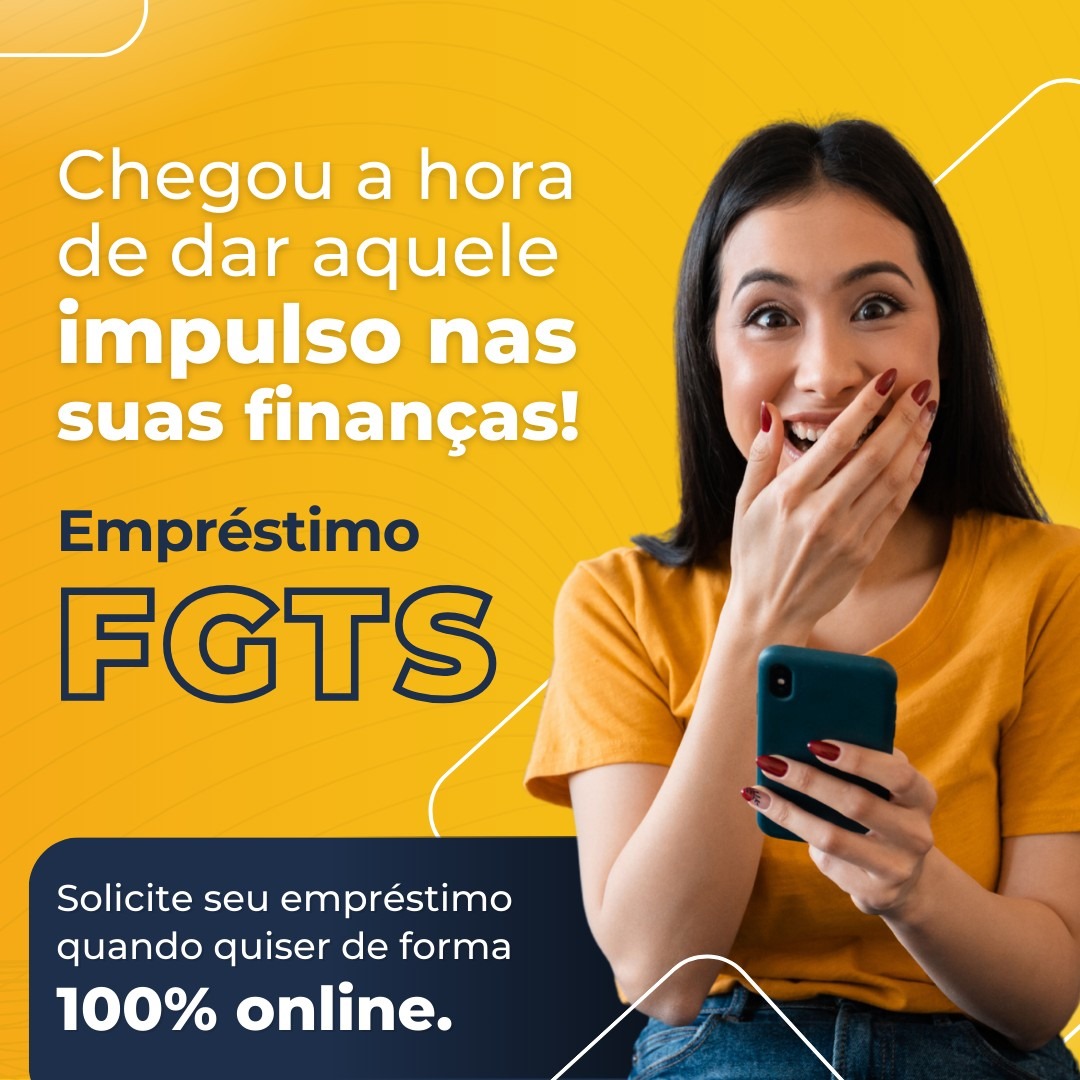 Chegou a hora
de dar aquele
impulso nas
suas finanças!
Empréstimo
FGTS
Solicite seu empréstimo
quando quiser de forma
100% online.